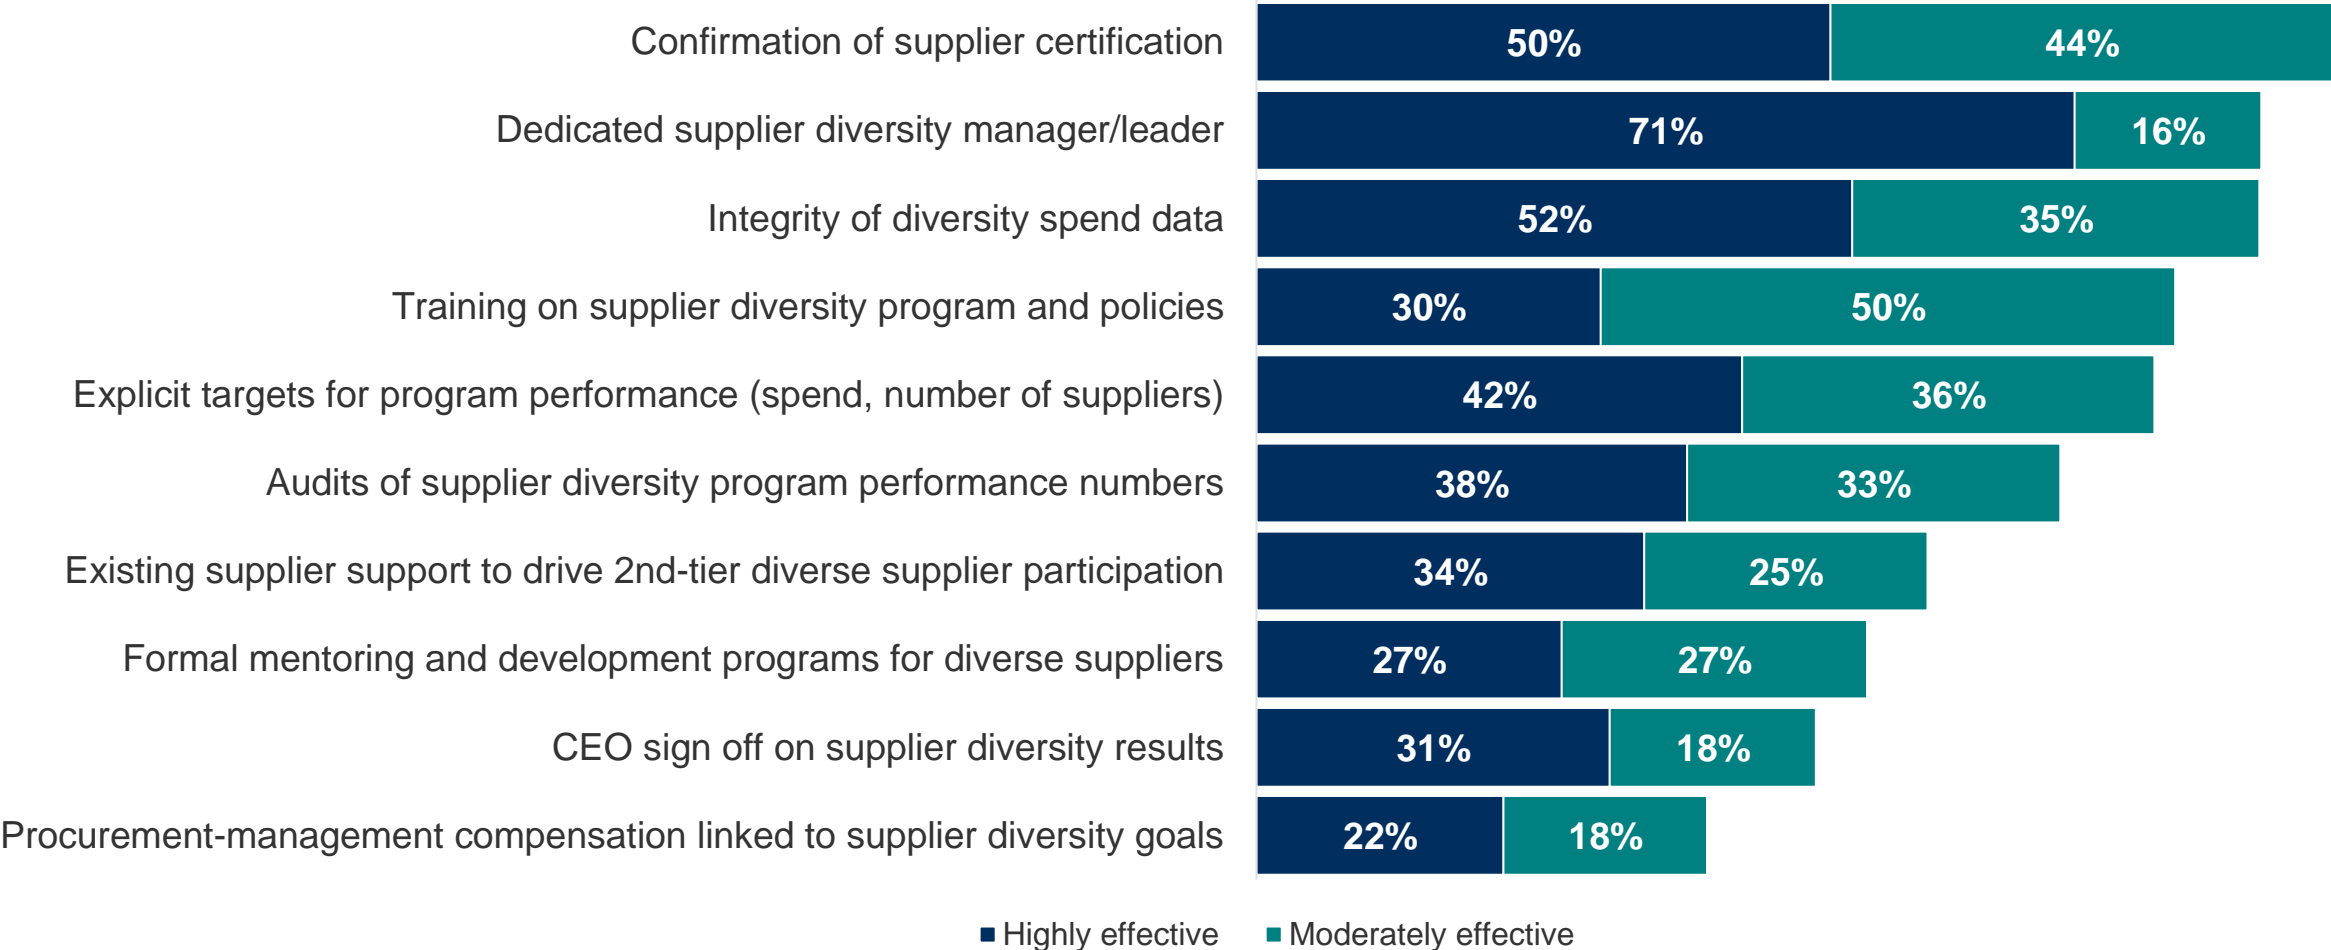 Confirmation of supplier certification 50% 44%
Dedicated supplier diversity manager/leader 71% 16%
Integrity of diversity spend data 52% 35%
Training on supplier diversity program and policies 30% 50%
Explicit targets for program performance (spend, number of suppliers) 42% 36%
Audits of supplier diversity program performance numbers 38% 33%
Existing supplier support to drive 2nd-tier diverse supplier participation 34% 25%
Formal mentoring and development programs for diverse suppliers 27% 27%
CEO sign off on supplier diversity results 31% 18%
Procurement-management compensation linked to supplier diversity goals 22% 18%
Highly effective Moderately effective